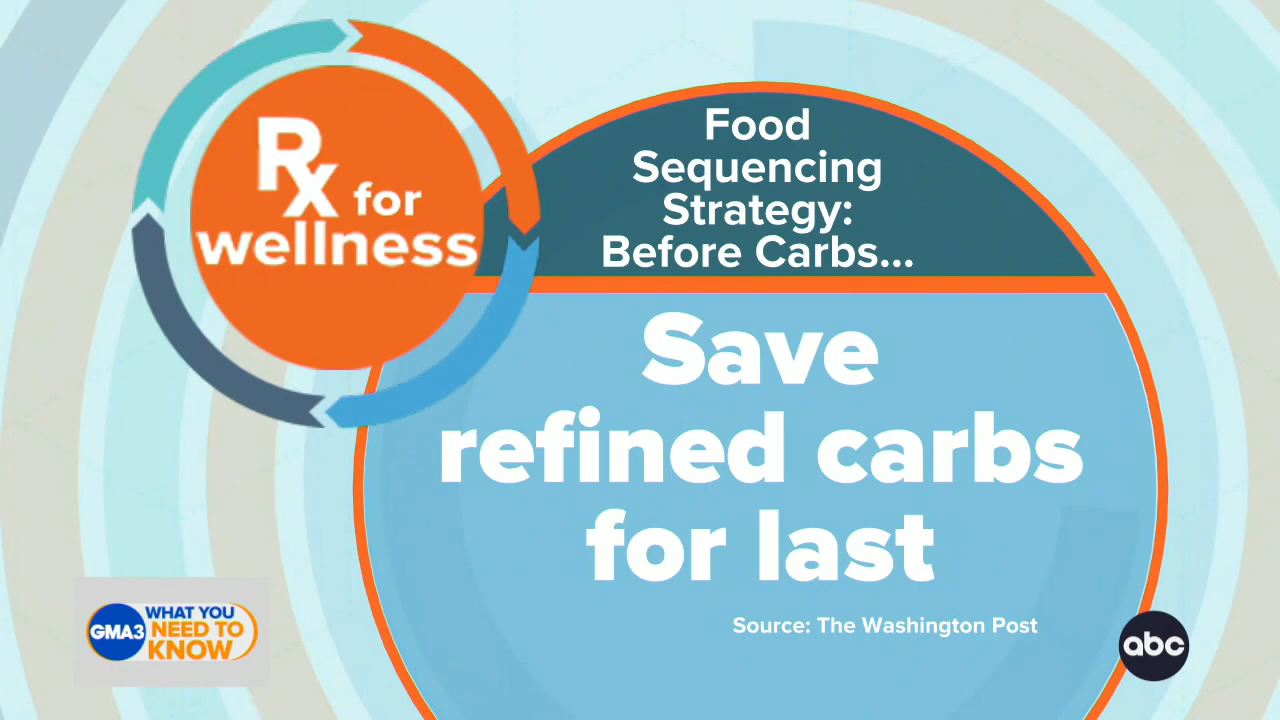 Rx for
wellness
Food
Sequencing
Strategy:
Before Carbs...
Save
refined carbs
for last
Source: The Washington Post
GMA3
WHAT YOU
NEED TO
KNOW
abc